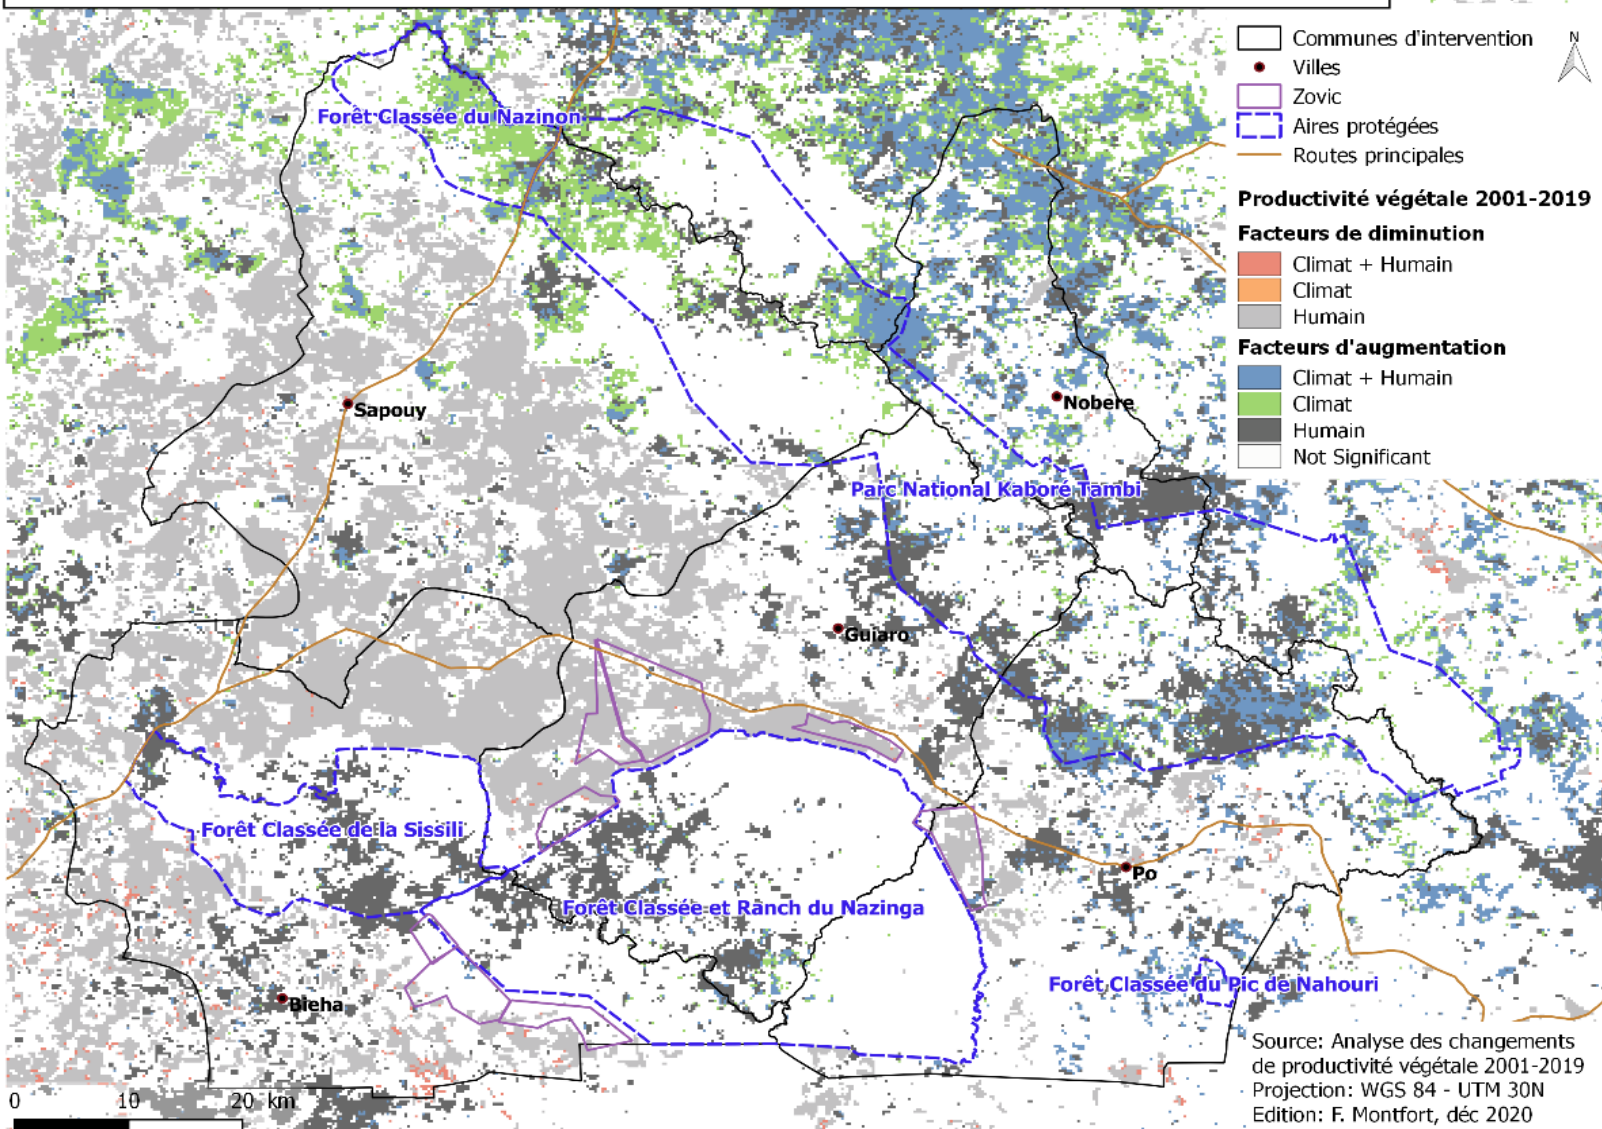 Communes d'intervention
N
Villes
Zovic
Aires protégées
Routes principales
Productivité végétale 2001-2019
Facteurs de diminution
Climat + Humain
Climat
Humain
Facteurs d'augmentation
Climat + Humain
Climat
Humain
Not Significant
Forêt Classée du Nazinon
Sapouy
Nobere
Parc National Kaboré Tambi
Guiaro
Forêt Classée de la Sissili
Po
Forêt Classée et Ranch du Nazinga
Forêt Classée du Pic de Nahouri
Bieha
Source: Analyse des changements
de productivité végétale 2001-2019
Projection: WGS 84 - UTM 30N
Edition: F. Montfort, déc 2020
0 10 20 km